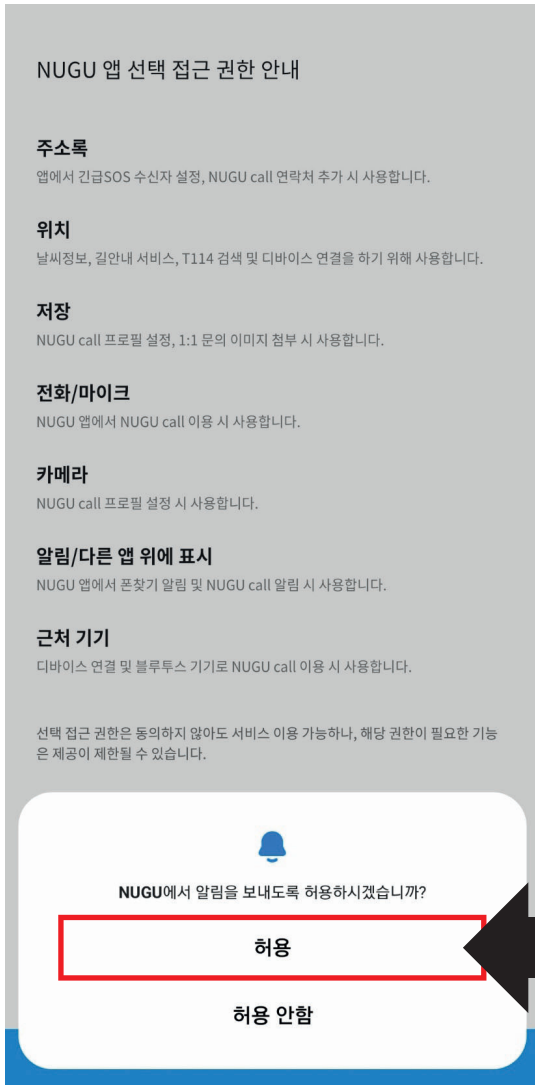 NUGU 앱 선택 접근 권한 안내
주소록
앱에서 긴급SOS 수신자 설정, NUGU call 연락처 추가 시 사용합니다.
위치
날씨정보, 길안내 서비스, T114 검색 및 디바이스 연결을 하기 위해 사용합니다.
저장
NUGU call 프로필 설정, 1:1 문의 이미지 첨부 시 사용합니다.
전화/마이크
NUGU 앱에서 NUGU call 이용 시 사용합니다.
카메라
NUGU call 프로필 설정 시 사용합니다.
알림/다른 앱 위에 표시
NUGU 앱에서 폰찾기 알림 및 NUGU call 알림 시 사용합니다.
근처 기기
디바이스 연결 및 블루투스 기기로 NUGU call 이용 시 사용합니다.
선택 접근 권한은 동의하지 않아도 서비스 이용 가능하나, 해당 권한이 필요한 기능
은 제공이 제한될 수 있습니다.
NUGU에서 알림을 보내도록 허용하시겠습니까?
허용
허용 안함